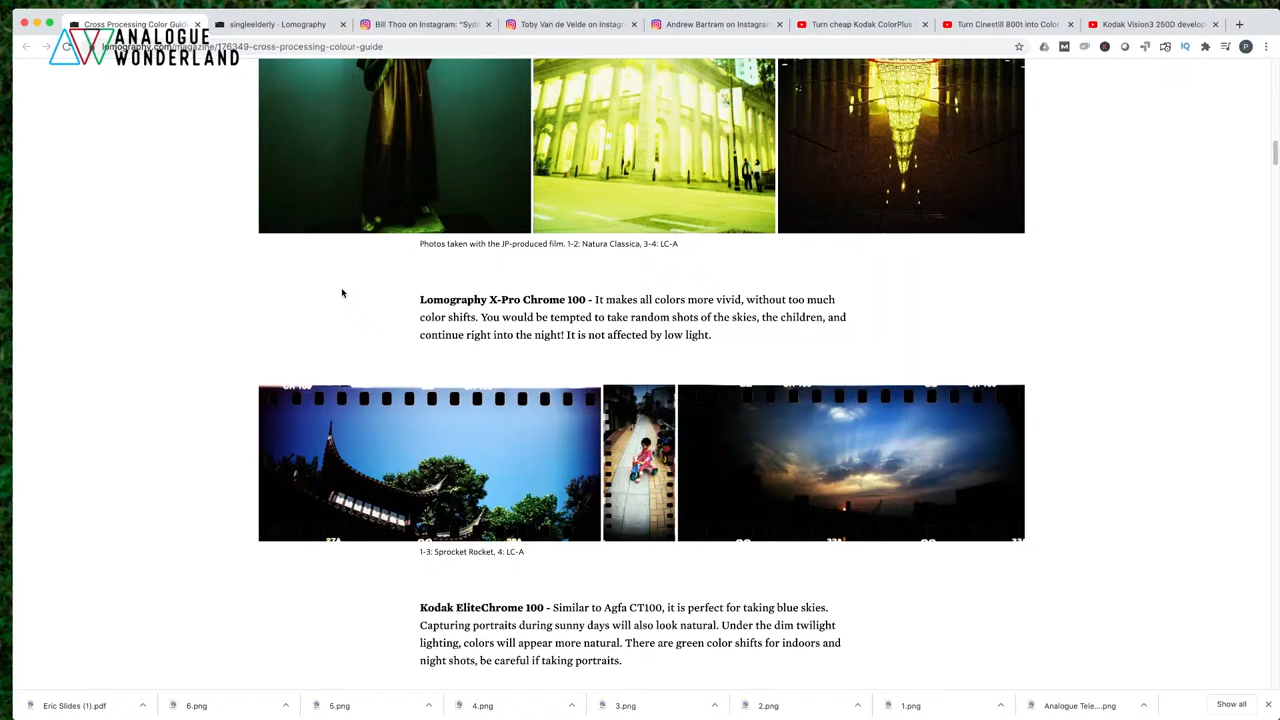 Cross Processing Color Guid
singleelderly · Lomography
Bill Thoo on Instagram: "Syd
Toby Van de Velde on Instag
Andrew Bartram on Instagra
Turn cheap Kodak ColorPlus
Turn Cinestill 800t into Color
Kodak Vision3 250D develop
ANALOGUE
WONDERLAND
lomography.com/magazine/176349-cross-processing-colour-guide
Photos taken with the JP-produced film. 1-2: Natura Classica, 3-4: LC-A
Lomography X-Pro Chrome 100 - It makes all colors more vivid, without too much
color shifts. You would be tempted to take random shots of the skies, the children, and
continue right into the night! It is not affected by low light.
1-3: Sprocket Rocket, 4: LC-A
Kodak EliteChrome 100 - Similar to Agfa CT100, it is perfect for taking blue skies.
Capturing portraits during sunny days will also look natural. Under the dim twilight
lighting, colors will appear more natural. There are green color shifts for indoors and
night shots, be careful if taking portraits.
Eric Slides (1).pdf
6.png
5.png
4.png
3.png
2.png
1.png
Analogue Tele....png
Show all